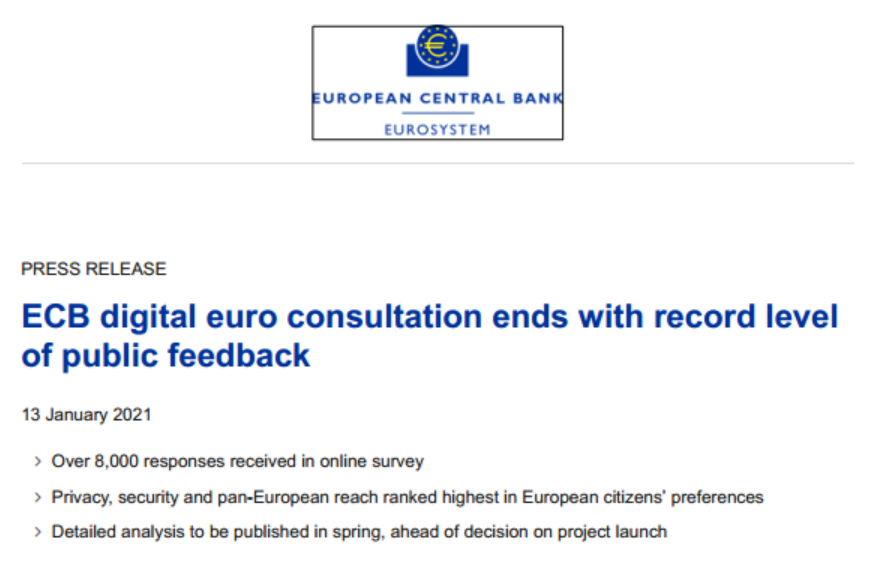 EUROPEAN CENTRAL BANK
EUROSYSTEM
PRESS RELEASE
ECB digital euro consultation ends with record level
of public feedback
13 January 2021
› Over 8,000 responses received in online survey
› Privacy, security and pan-European reach ranked highest in European citizens’ preferences
› Detailed analysis to be published in spring, ahead of decision on project launch